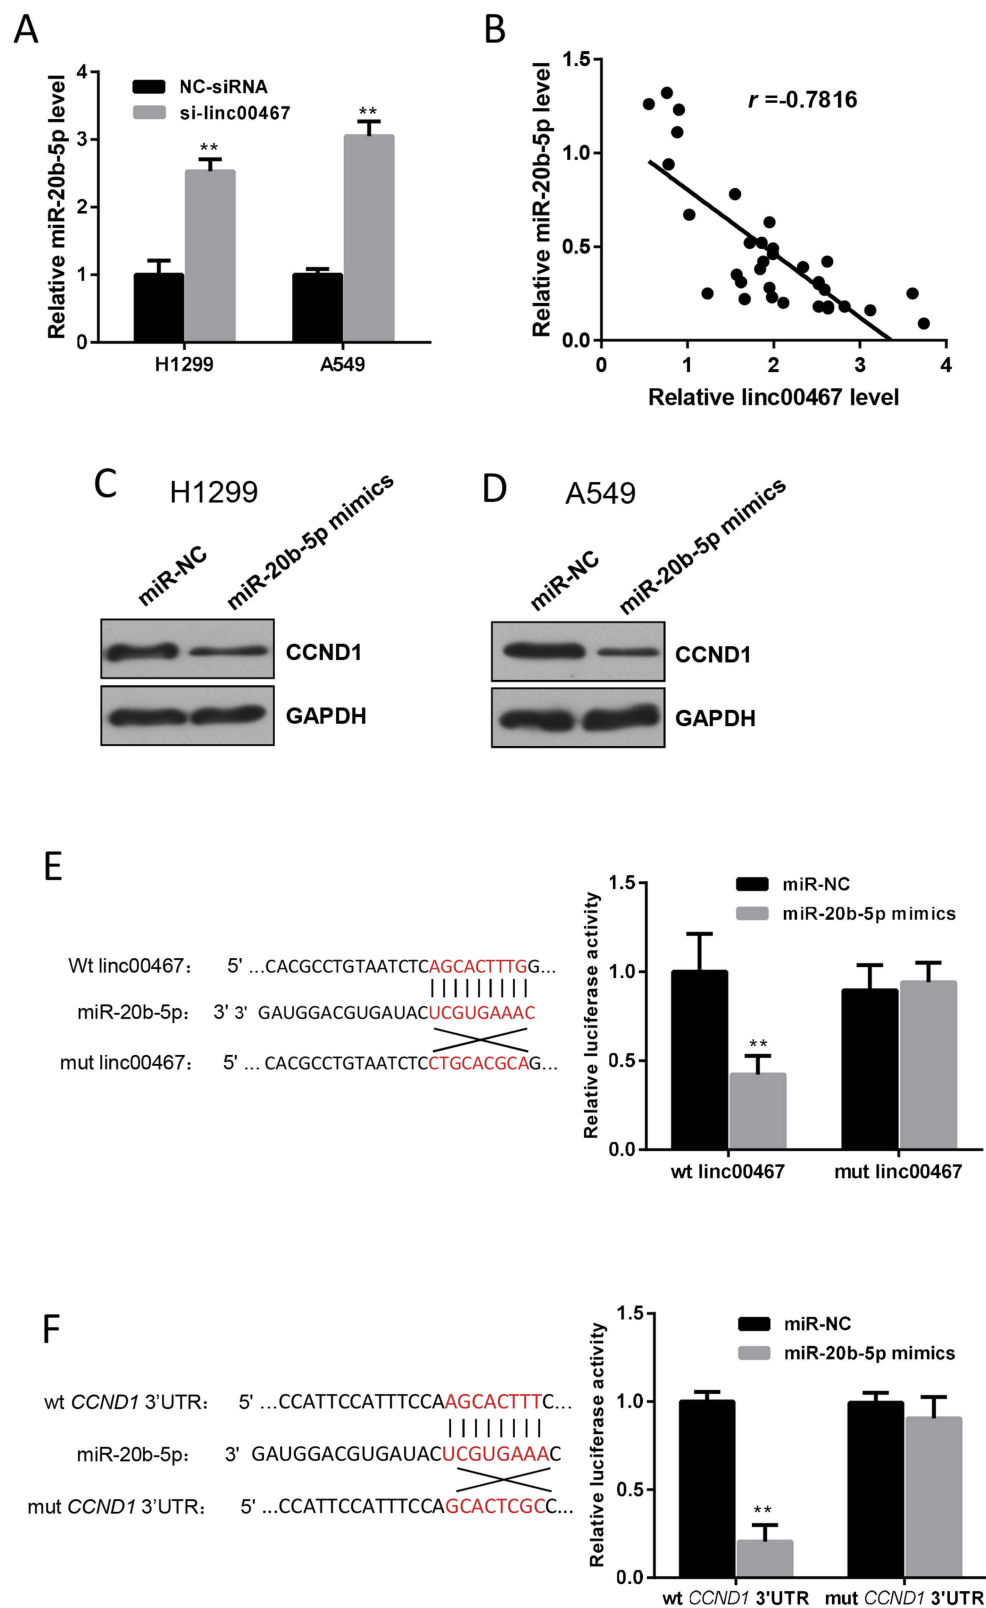 A
B
Relative miR-20b-5p level
4
3
2
1
0
NC-siRNA
si-linc00467
**
**
H1299
A549
Relative miR-20b-5p level
1.5
1.0
0.5
0.0
r =-0.7816
0
1
2
3
4
Relative linc00467 level
C
H1299
miR-NC
miR-20b-5p mimics
CCND1
GAPDH
D
A549
miR-NC
miR-20b-5p mimics
CCND1
GAPDH
E
Wt linc00467: 5' ...CACGCCTGTAATCTCAGCACTTTGG...
miR-20b-5p: 3' 3' GAUGGACGUGAUACUCGUGAAAC
mut linc00467: 5' ... CACGCCTGTAATCTCCTGCACGCAG...
Relative luciferase activity
1.5
1.0
0.5
0.0
miR-NC
miR-20b-5p mimics
**
wt linc00467
mut linc00467
F
wt CCND1 3'UTR: 5' ...CCATTCCATTTCCAAGCACTTTC...
miR-20b-5p: 3' GAUGGACGUGAUACUCGUGAAAC
mut CCND1 3'UTR: 5' ...CCATTCCATTTCCAGCACTCGCC...
Relative luciferase activity
1.5
1.0
0.5
0.0
miR-NC
miR-20b-5p mimics
**
wt CCND1 3'UTR
mut CCND1 3'UTR